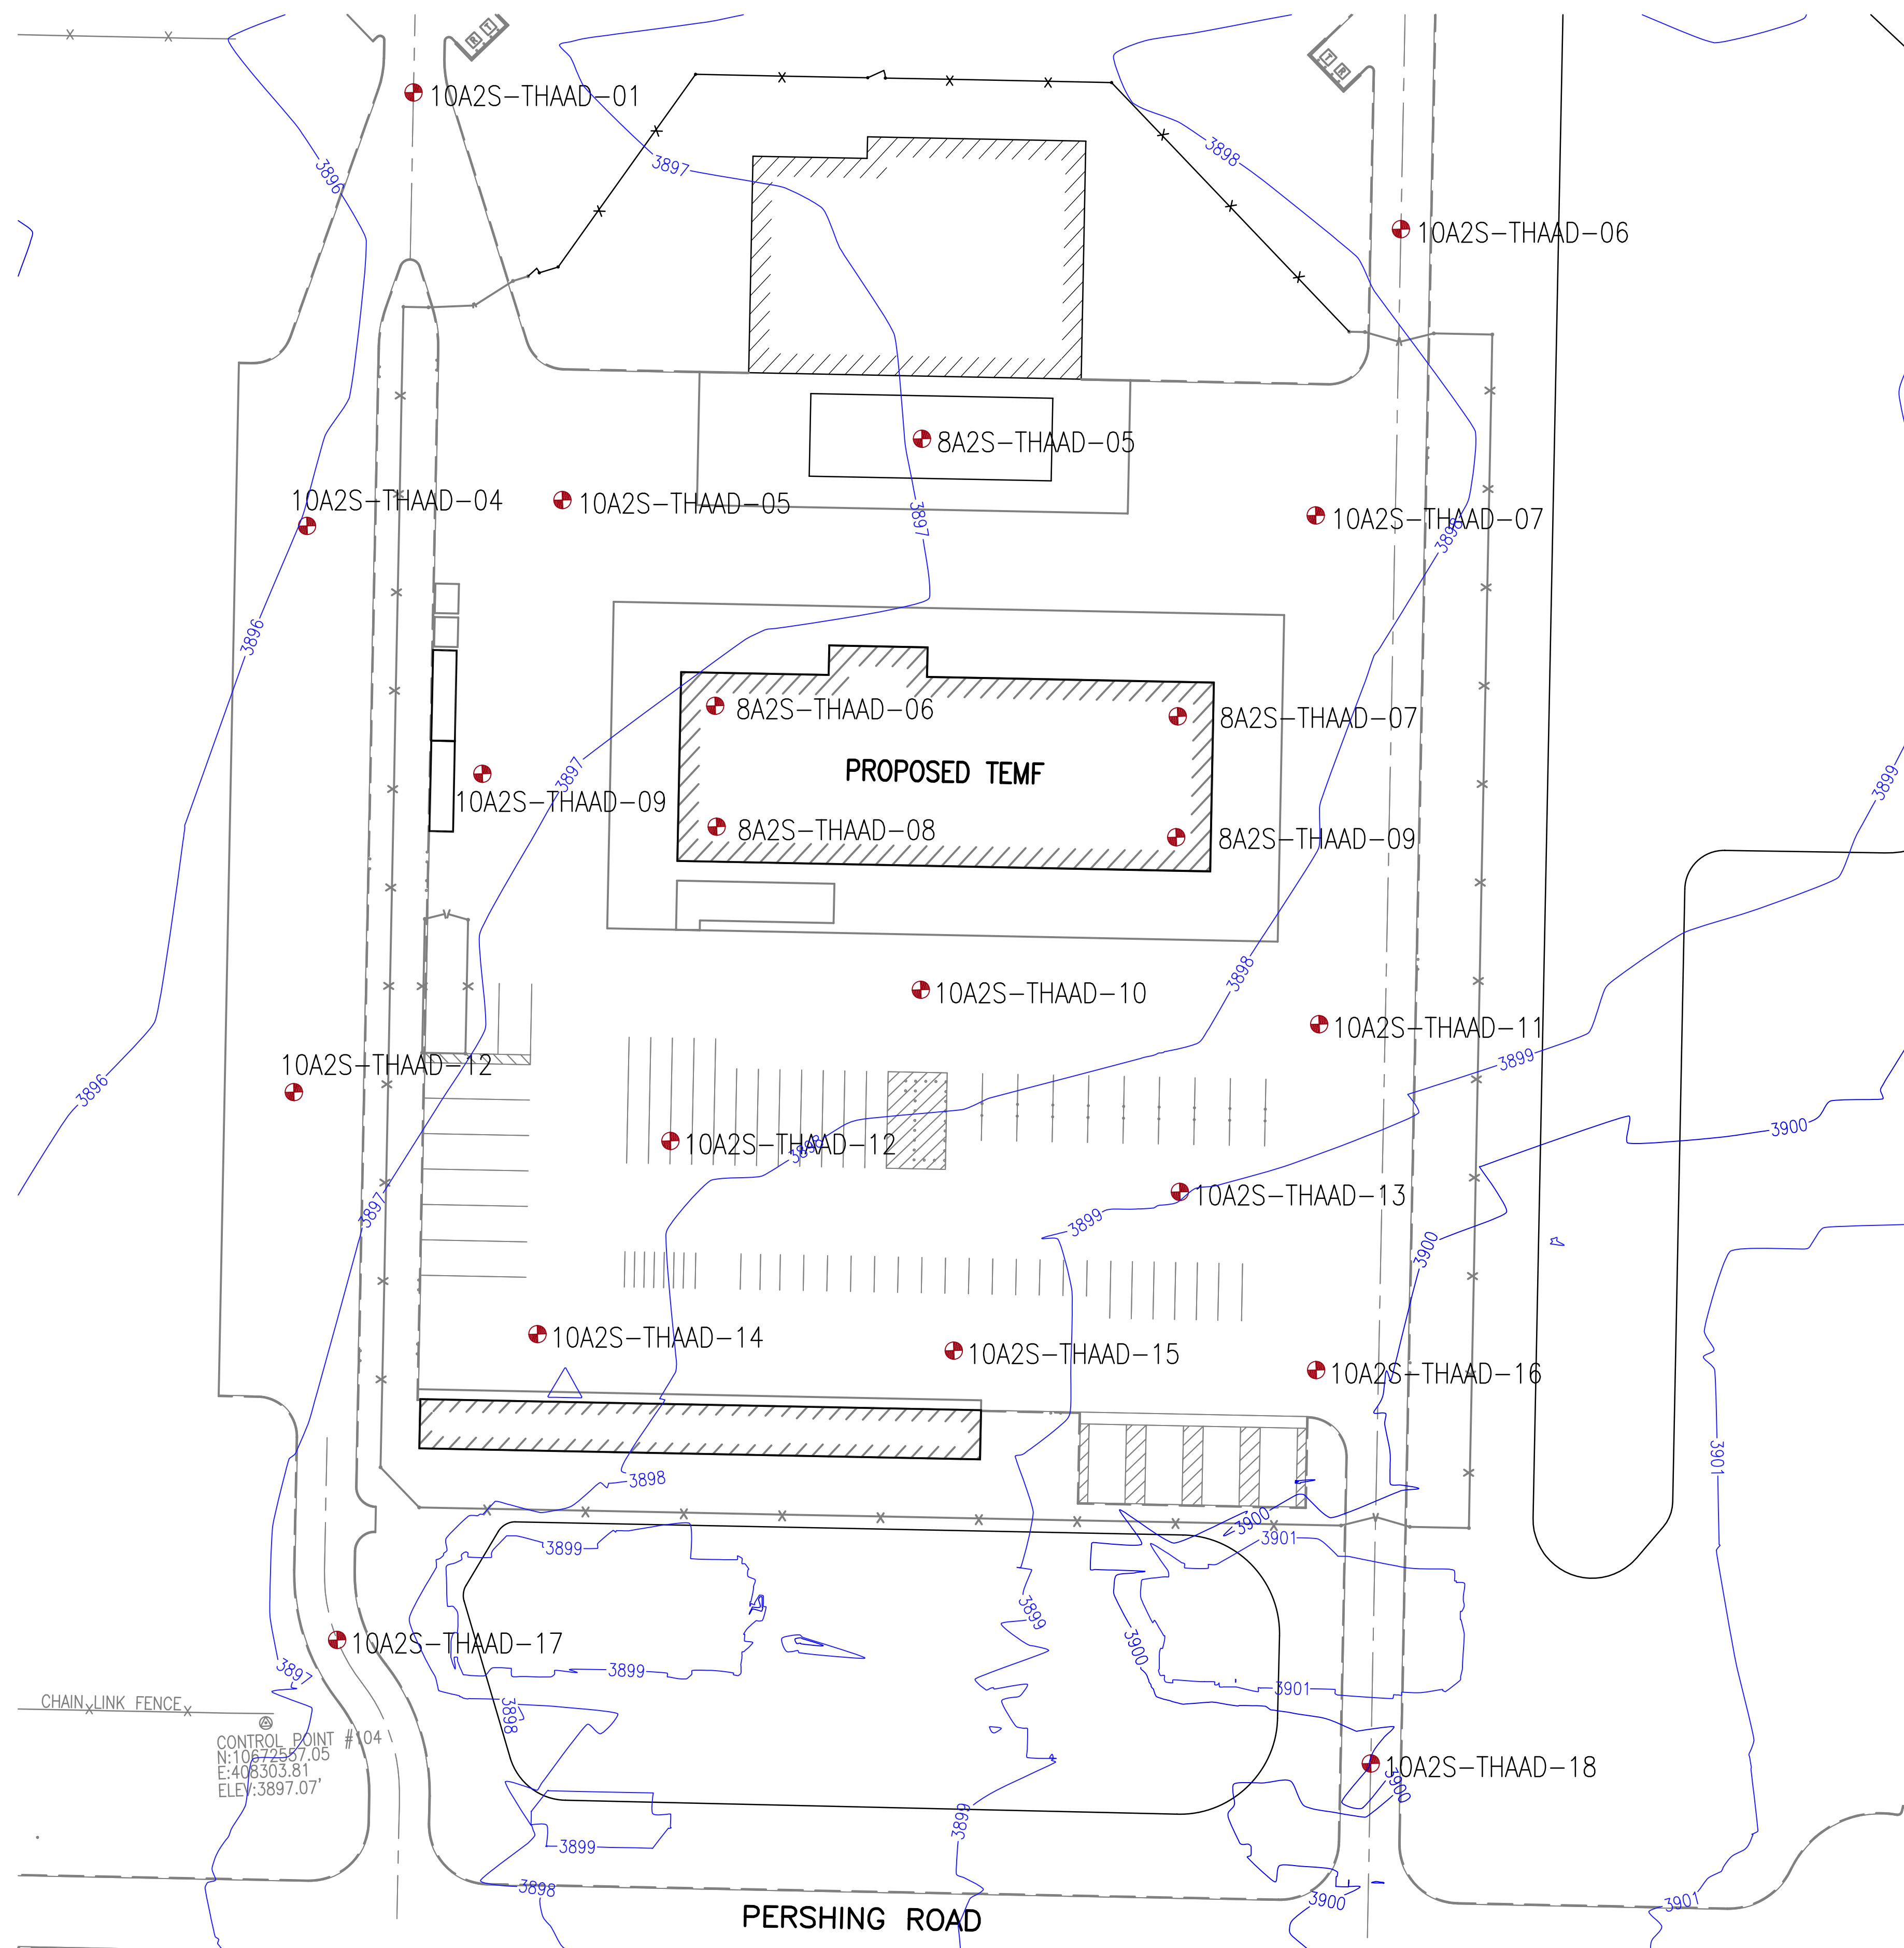 R T
T R
10A2S-THAAD-01
3896
3897
3898
10A2S-THAAD-06
8A2S-THAAD-05
10A2S-THAAD-04
10A2S-THAAD-05
3897
10A2S-THAAD-07
3898
3896
8A2S-THAAD-06
8A2S-THAAD-07
PROPOSED TEMF
3897
3899
10A2S-THAAD-09
8A2S-THAAD-08
8A2S-THAAD-09
3898
10A2S-THAAD-10
10A2S-THAAD-11
10A2S-THAAD-12
3899
3896
3900
10A2S-THAAD-12
3898
10A2S-THAAD-13
3897
3899
3900
10A2S-THAAD-14
10A2S-THAAD-15
10A2S-THAAD-16
3901
3898
3900
3899
3901
3899
10A2S-THAAD-17
3900
3897
3899
3901
CHAIN LINK FENCE
3898
CONTROL POINT #104
N:10672557.05
E:408303.81
ELEV:3897.07'
10A2S-THAAD-18
3900
3899
3899
3898
3900
3901
PERSHING ROAD